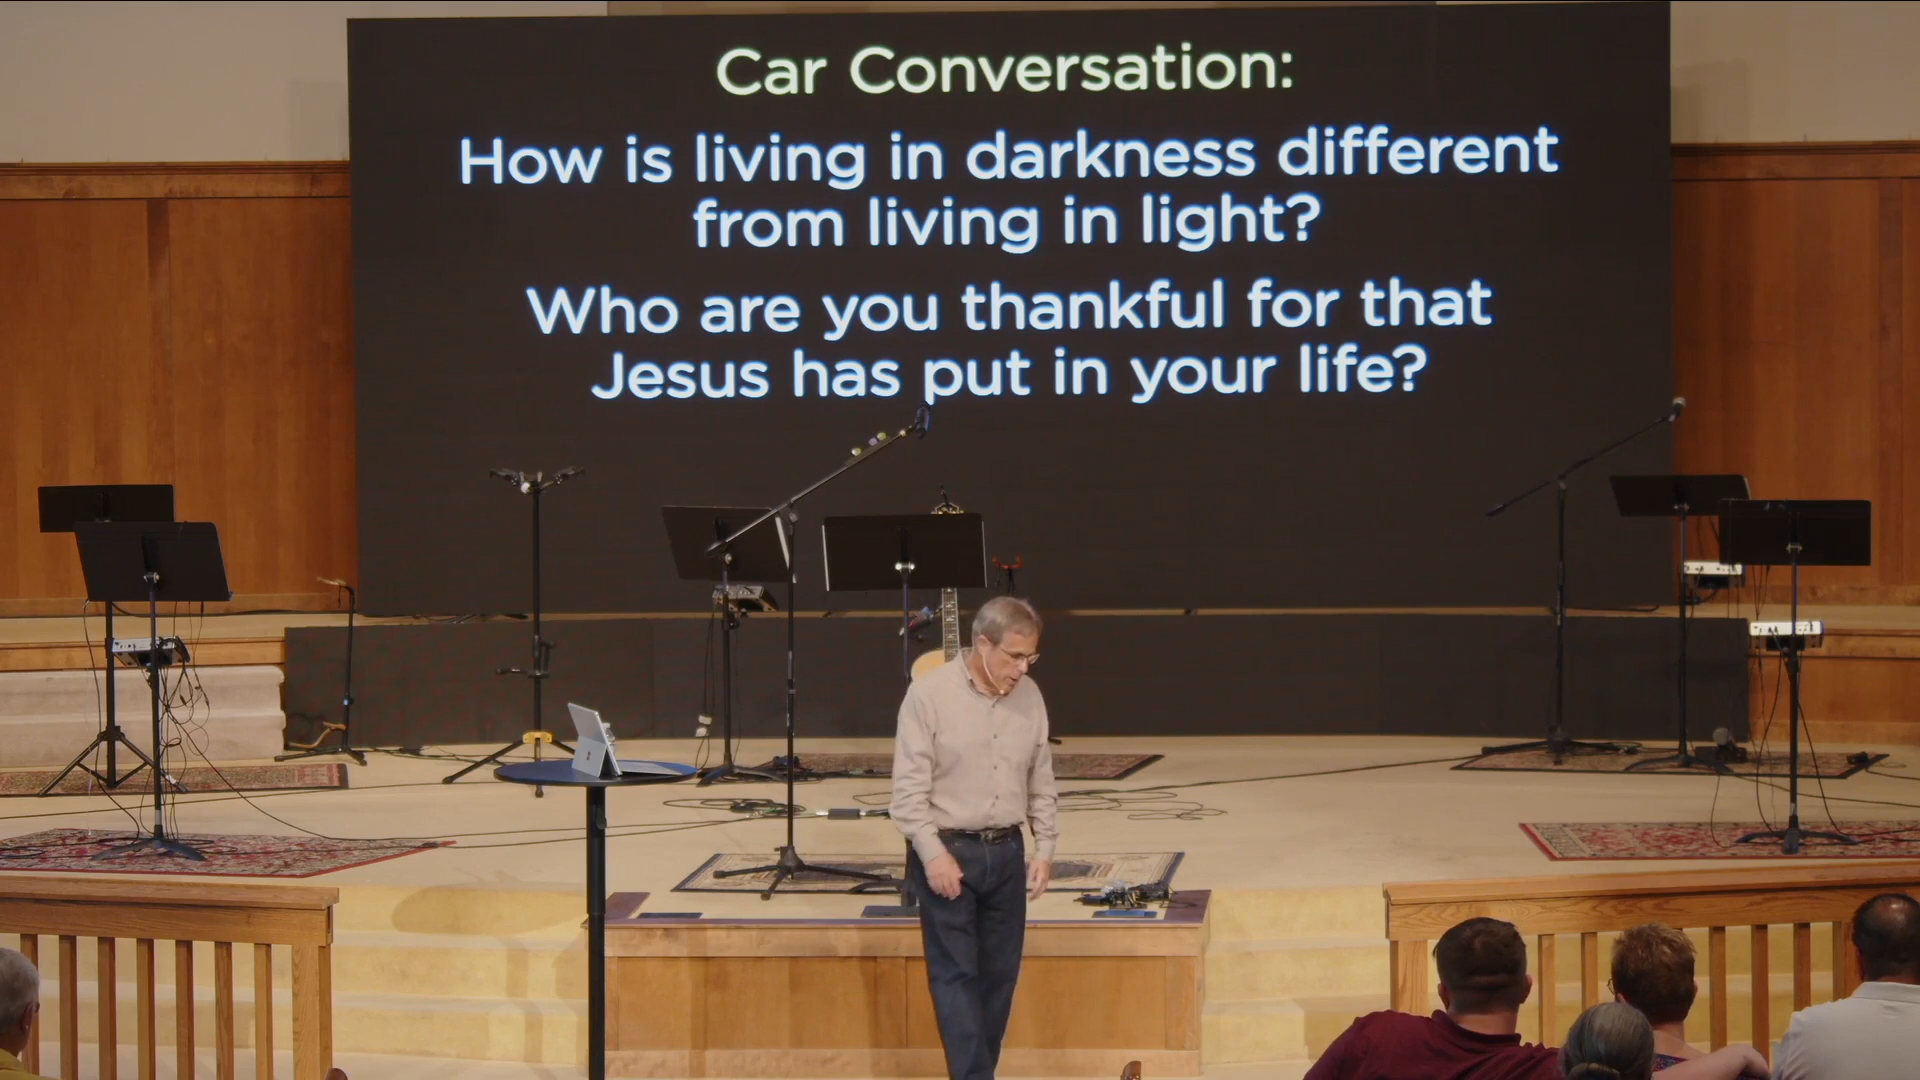 Car Conversation:
How is living in darkness different
from living in light?
Who are you thankful for that
Jesus has put in your life?